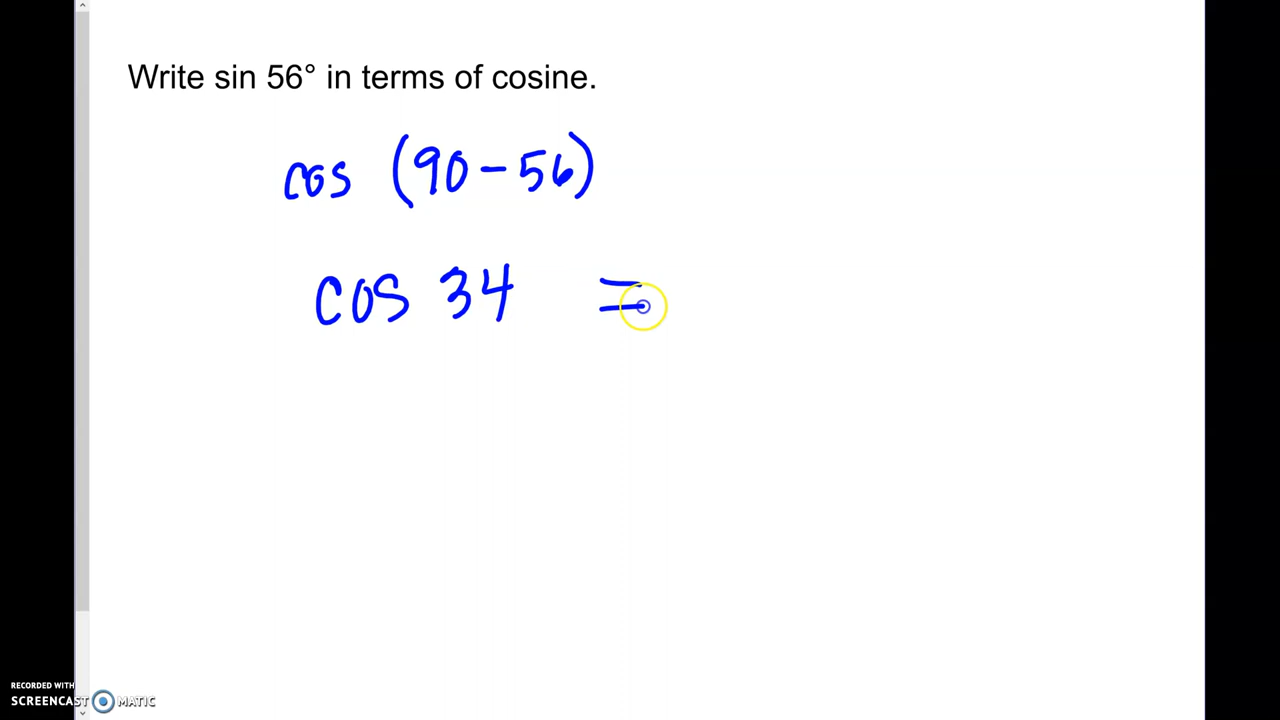 Write sin 56° in terms of cosine.
cos (90-56)
cos 34 =
RECORDED WITH
SCREENCAST MATIC